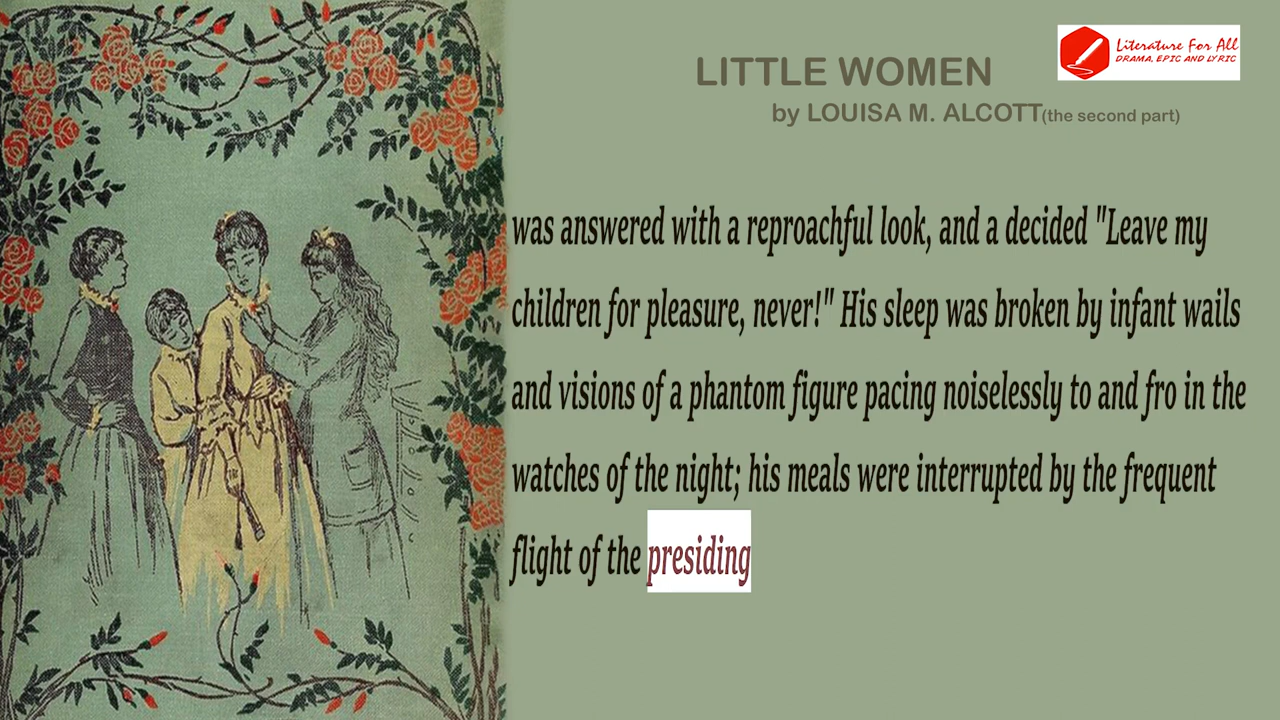 LITTLE WOMEN
by LOUISA M. ALCOTT(the second part)
Literature For All
DRAMA, EPIC AND LYRIC
was answered with a reproachful look, and a decided "Leave my
children for pleasure, never!" His sleep was broken by infant wails
and visions of a phantom figure pacing noiselessly to and fro in the
watches of the night; his meals were interrupted by the frequent
flight of the presiding